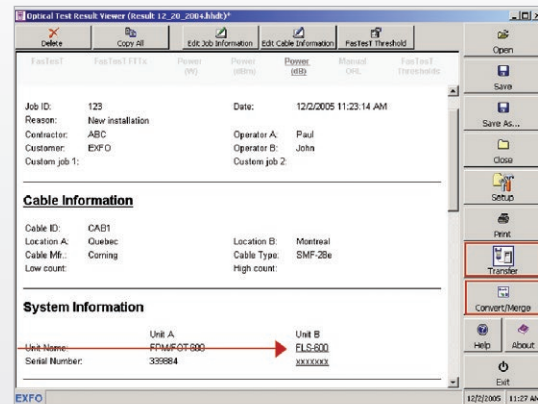 Optical Test Result Viewer (Result 12_20_2004.hhdt)*
Delete
Copy All
Edit Job Information
Edit Cable Information
FasTesT Threshold
Open
FasTesT
FasTesT FTTx
Power (W)
Power (dBm)
Power (dB)
Manual ORL
FasTesT Thresholds
Save
Job ID: 123 Date: 12/2/2005 11:23:14 AM
Reason: New installation
Save As...
Contractor: ABC Operator A: Paul
Customer: EXFO Operator B: John
Custom job 1: Custom job 2:
Close
Cable Information
Setup
Cable ID: CAB1
Location A: Quebec Location B: Montreal
Cable Mfr.: Corning Cable Type: SMF-28e
Low count: High count:
Print
Transfer
System Information
Convert/Merge
Unit A Unit B
Unit Name: FPM/FOT-600 FLS-600
Serial Number: 339884 xxxxxxx
Help
About
Exit
EXFO
12/2/2005 11:27 AM